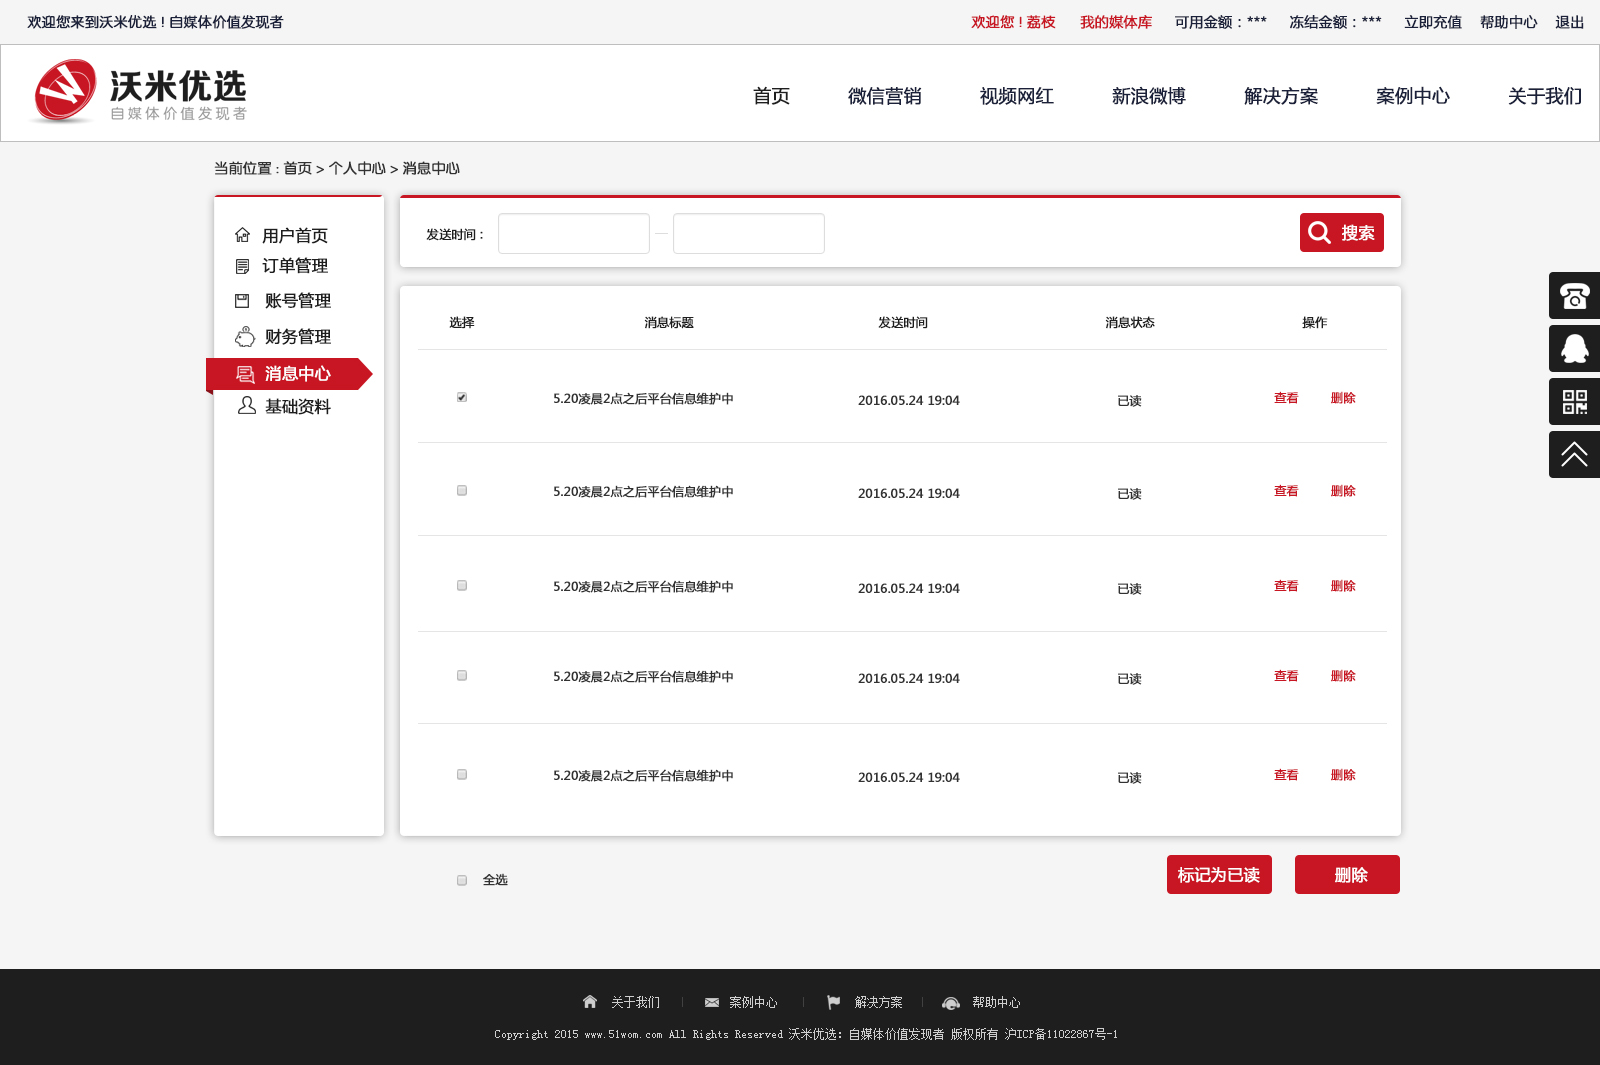 欢迎您来到沃米优选！自媒体价值发现者 欢迎您！荔枝 我的媒体库 可用金额：*** 冻结金额：*** 立即充值 帮助中心 退出
沃米优选
自媒体价值发现者
首页 微信营销 视频网红 新浪微博 解决方案 案例中心 关于我们
当前位置：首页 > 个人中心 > 消息中心
用户首页
订单管理
账号管理
财务管理
消息中心
基础资料
发送时间： — 搜索
选择 消息标题 发送时间 消息状态 操作
5.20凌晨2点之后平台信息维护中 2016.05.24 19:04 已读 查看 删除
5.20凌晨2点之后平台信息维护中 2016.05.24 19:04 已读 查看 删除
5.20凌晨2点之后平台信息维护中 2016.05.24 19:04 已读 查看 删除
5.20凌晨2点之后平台信息维护中 2016.05.24 19:04 已读 查看 删除
5.20凌晨2点之后平台信息维护中 2016.05.24 19:04 已读 查看 删除
全选 标记为已读 删除
关于我们 | 案例中心 | 解决方案 | 帮助中心
Copyright 2015 www.51wom.com All Rights Reserved 沃米优选：自媒体价值发现者 版权所有 沪ICP备11022867号-1